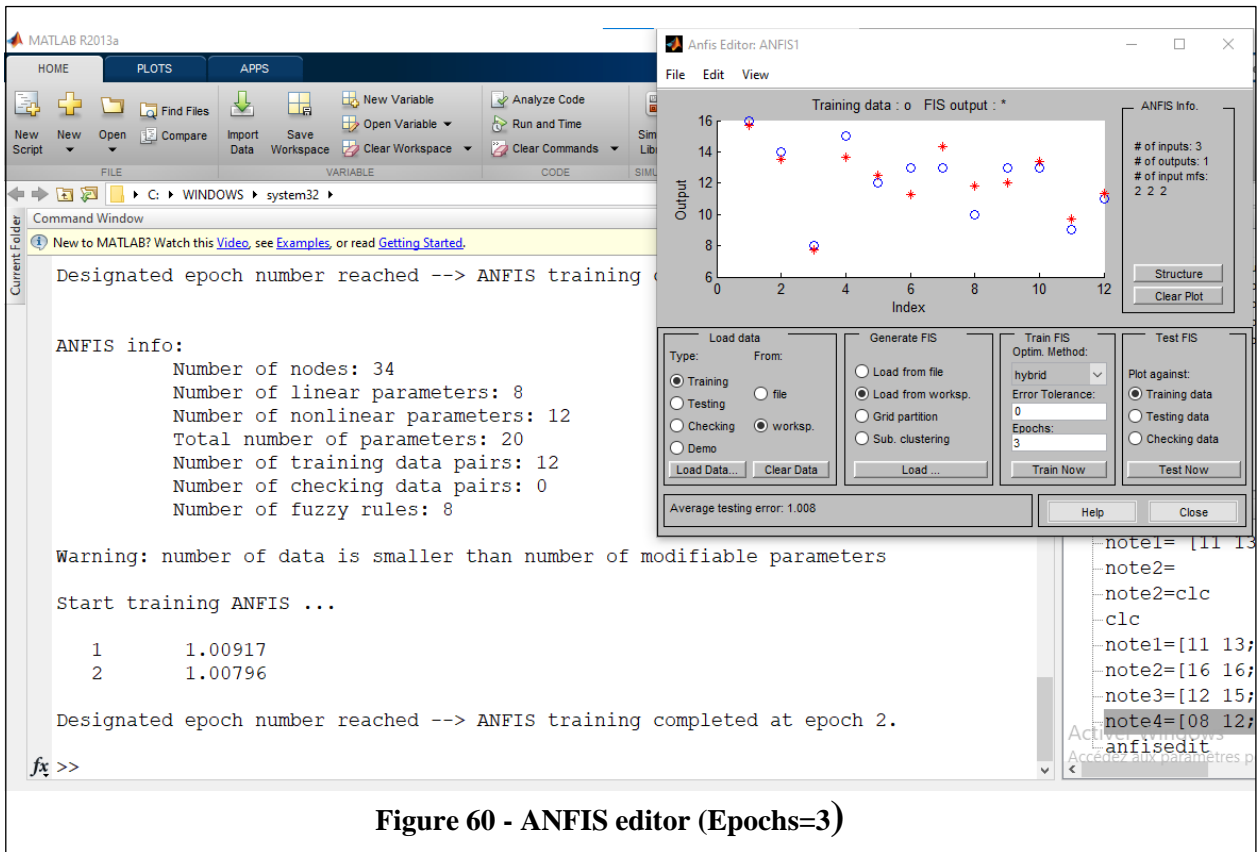 MATLAB R2013a
HOME PLOTS APPS
New Script
New
Open
Find Files
Compare
Import Data
Save Workspace
New Variable
Open Variable
Clear Workspace
Analyze Code
Run and Time
Clear Commands
FILE VARIABLE CODE
C: WINDOWS system32
Current Folder
Command Window
New to MATLAB? Watch this Video, see Examples, or read Getting Started.
Designated epoch number reached --> ANFIS training
ANFIS info:
Number of nodes: 34
Number of linear parameters: 8
Number of nonlinear parameters: 12
Total number of parameters: 20
Number of training data pairs: 12
Number of checking data pairs: 0
Number of fuzzy rules: 8
Warning: number of data is smaller than number of modifiable parameters
Start training ANFIS ...
1 1.00917
2 1.00796
Designated epoch number reached --> ANFIS training completed at epoch 2.
fx >>
Anfis Editor: ANFIS1
File Edit View
Training data : o FIS output : *
16
14
12
10
8
6
Output
0 2 4 6 8 10 12
Index
ANFIS Info.
# of inputs: 3
# of outputs: 1
# of input mfs:
2 2 2
Structure
Clear Plot
Load data
Type: From:
Training
Testing
Checking
Demo
file
worksp.
Load Data... Clear Data
Generate FIS
Load from file
Load from worksp.
Grid partition
Sub. clustering
Load ...
Train FIS
Optim. Method:
hybrid
Error Tolerance:
0
Epochs:
3
Train Now
Test FIS
Plot against:
Training data
Testing data
Checking data
Test Now
Average testing error: 1.008
Help Close
note1= [11 13
note2=
note2=clc
clc
note1=[11 13;
note2=[16 16;
note3=[12 15;
note4=[08 12;
anfisedit
Activer Windows
Accédez aux paramètres p
Figure 60 - ANFIS editor (Epochs=3)